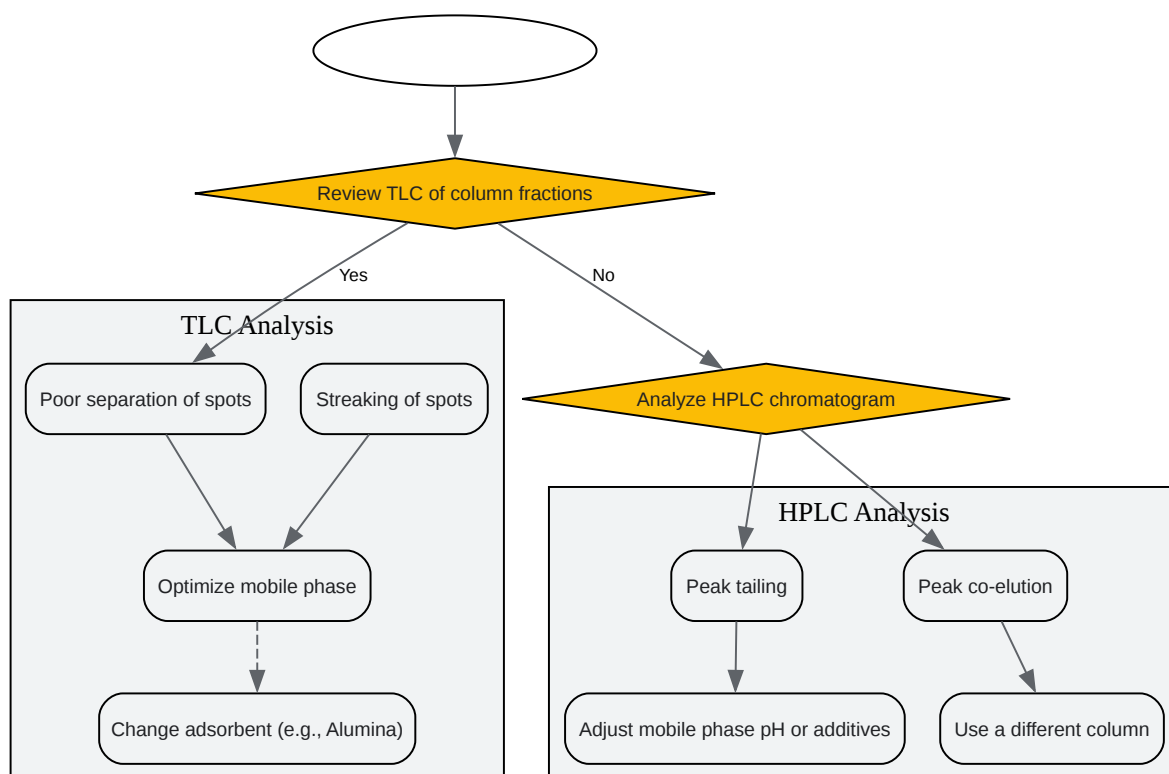 Review TLC of column fractions
Yes
No
TLC Analysis
Poor separation of spots
Streaking of spots
Analyze HPLC chromatogram
HPLC Analysis
Optimize mobile phase
Peak tailing
Peak co-elution
Change adsorbent (e.g., Alumina)
Adjust mobile phase pH or additives
Use a different column